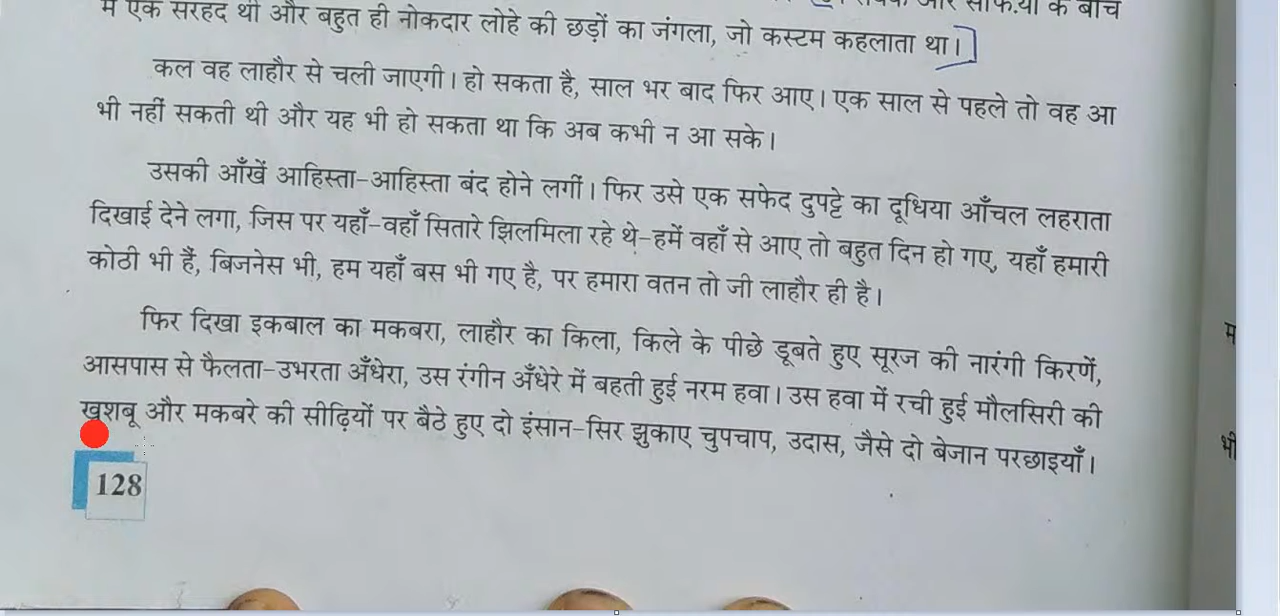 में एक सरहद थी और बहुत ही नोकदार लोहे की छड़ों का जंगला, जो कस्टम कहलाता था।
कल वह लाहौर से चली जाएगी। हो सकता है, साल भर बाद फिर आए। एक साल से पहले तो वह आ
भी नहीं सकती थी और यह भी हो सकता था कि अब कभी न आ सके।
उसकी आँखें आहिस्ता-आहिस्ता बंद होने लगीं। फिर उसे एक सफेद दुपट्टे का दूधिया आँचल लहराता
दिखाई देने लगा, जिस पर यहाँ-वहाँ सितारे झिलमिला रहे थे-हमें वहाँ से आए तो बहुत दिन हो गए, यहाँ हमारी
कोठी भी हैं, बिजनेस भी, हम यहाँ बस भी गए है, पर हमारा वतन तो जी लाहौर ही है।
फिर दिखा इकबाल का मकबरा, लाहौर का किला, किले के पीछे डूबते हुए सूरज की नारंगी किरणें,
आसपास से फैलता-उभरता अँधेरा, उस रंगीन अँधेरे में बहती हुई नरम हवा। उस हवा में रची हुई मौलसिरी की
खुशबू और मकबरे की सीढ़ियों पर बैठे हुए दो इंसान-सिर झुकाए चुपचाप, उदास, जैसे दो बेजान परछाइयाँ।
128